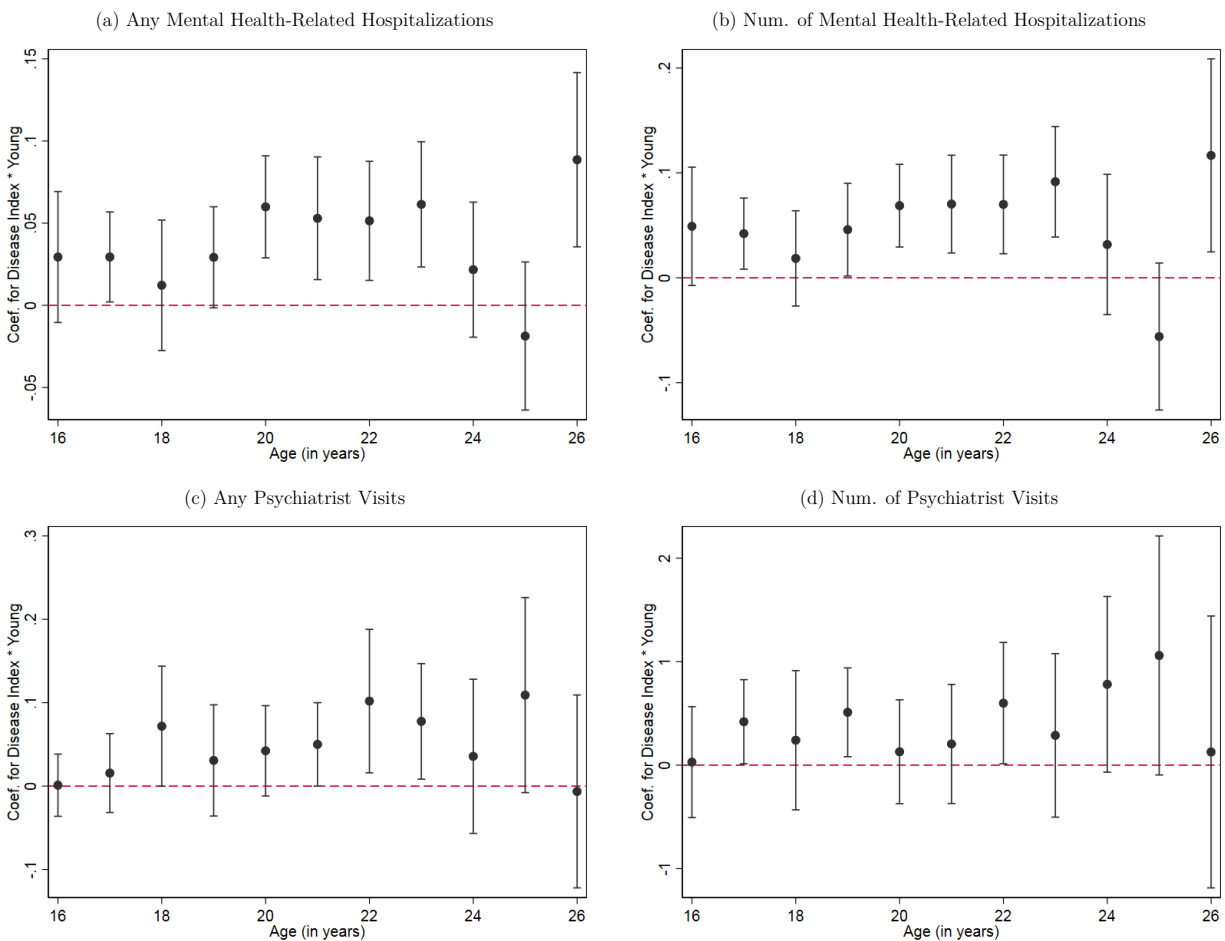 (a) Any Mental Health-Related Hospitalizations
Coef. for Disease Index * Young
.15
.1
.05
0
-.05
16 18 20 22 24 26
Age (in years)
(b) Num. of Mental Health-Related Hospitalizations
Coef. for Disease Index * Young
.2
.1
0
-.1
16 18 20 22 24 26
Age (in years)
(c) Any Psychiatrist Visits
Coef. for Disease Index * Young
.3
.2
.1
0
-.1
16 18 20 22 24 26
Age (in years)
(d) Num. of Psychiatrist Visits
Coef. for Disease Index * Young
2
1
0
-1
16 18 20 22 24 26
Age (in years)